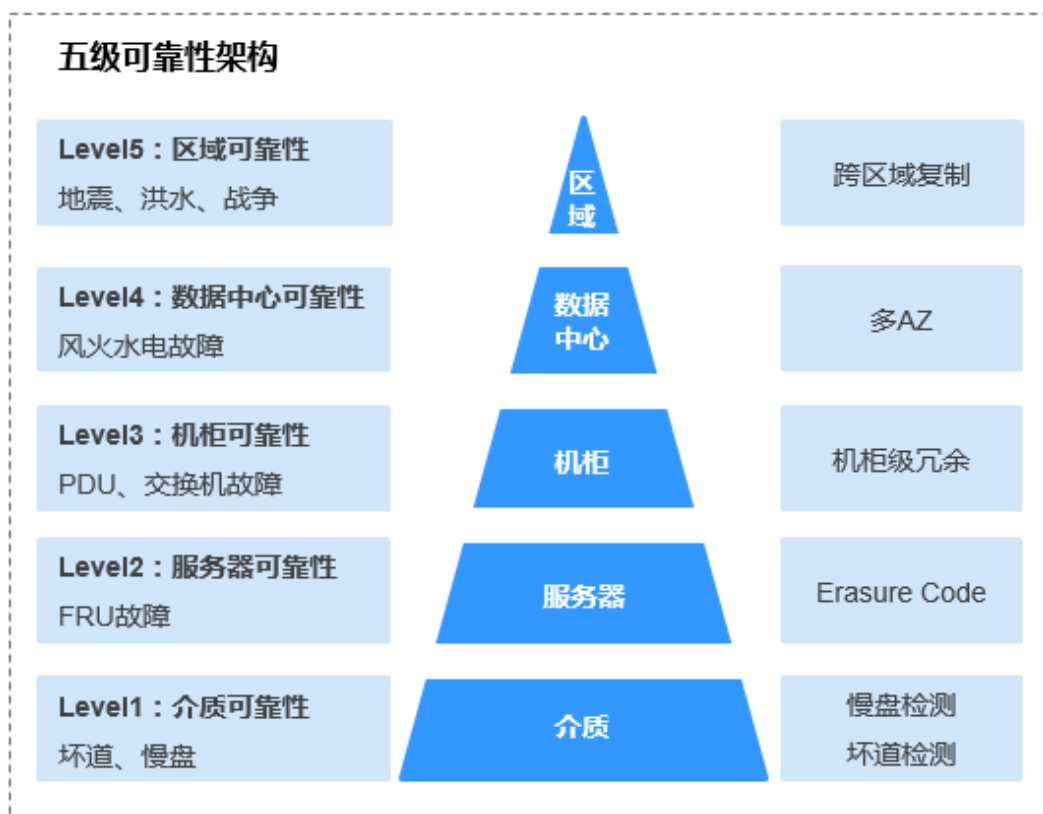 五级可靠性架构
Level5：区域可靠性
地震、洪水、战争
区
域
跨区域复制
Level4：数据中心可靠性
风火水电故障
数据
中心
多AZ
Level3：机柜可靠性
PDU、交换机故障
机柜
机柜级冗余
Level2：服务器可靠性
FRU故障
服务器
Erasure Code
Level1：介质可靠性
坏道、慢盘
介质
慢盘检测
坏道检测